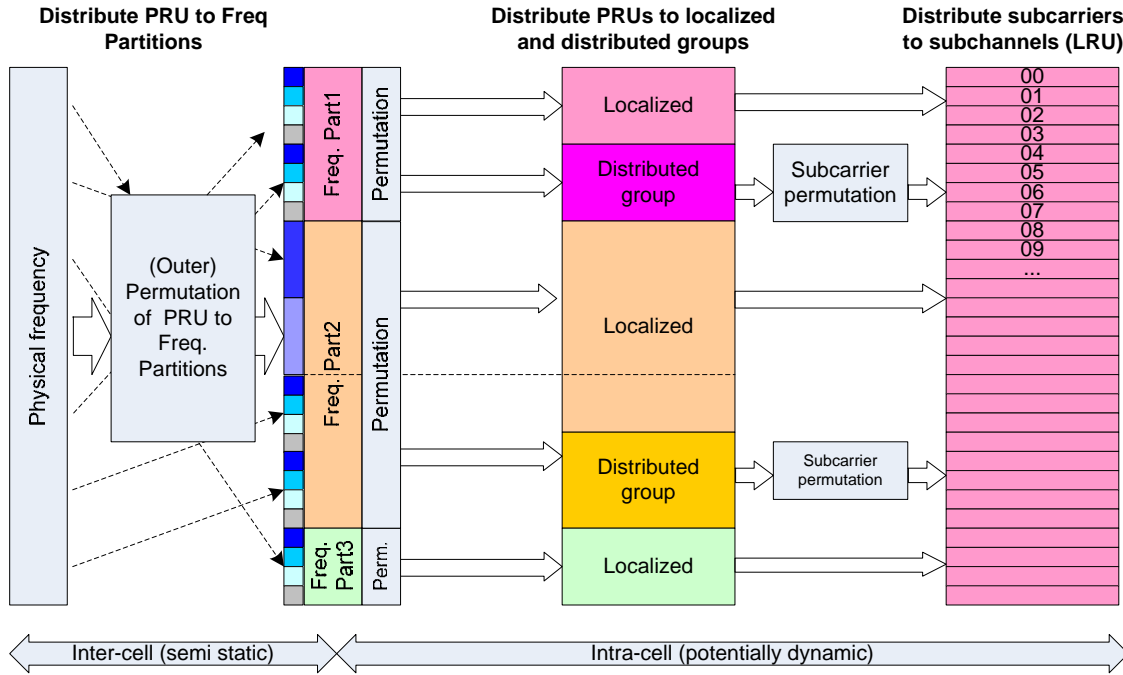 Distribute PRU to Freq
Partitions
Distribute PRUs to localized
and distributed groups
Distribute subcarriers
to subchannels (LRU)
Physical frequency
(Outer)
Permutation
of PRU to
Freq.
Partitions
Freq. Part1
Permutation
Freq. Part2
Permutation
Freq.
Part3
Perm.
Localized
Distributed
group
Localized
Distributed
group
Localized
Subcarrier
permutation
Subcarrier
permutation
00
01
02
03
04
05
06
07
08
09
...
Inter-cell (semi static)
Intra-cell (potentially dynamic)